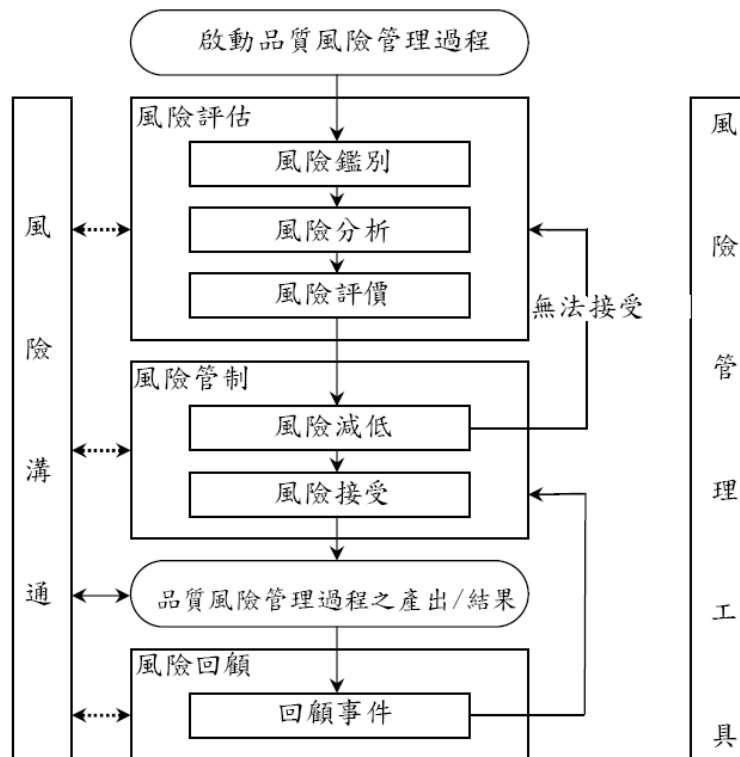 啟動品質風險管理過程
風險評估
風險鑑別
風險分析
風險評價
無法接受
風險管制
風險減低
風險接受
品質風險管理過程之產出/結果
風險回顧
回顧事件
風險溝通
風險管理工具